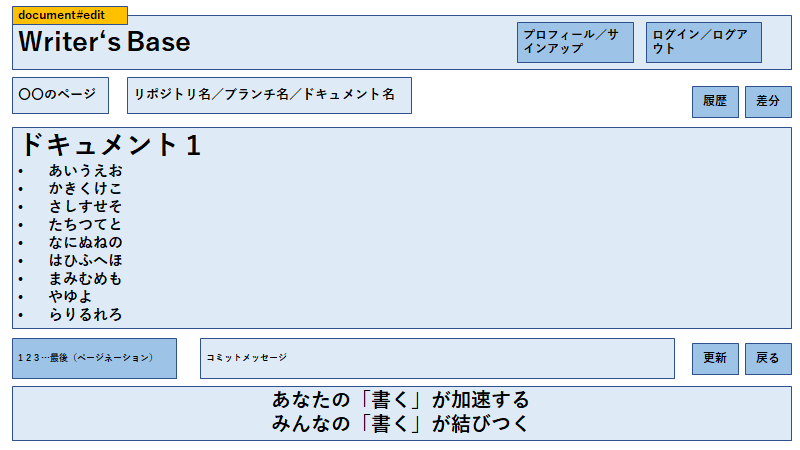 document#edit
Writer‘s Base
プロフィール／サ
インアップ
ログイン／ログア
ウト
〇〇のページ
リポジトリ名／ブランチ名／ドキュメント名
履歴
差分
ドキュメント１
• あいうえお
• かきくけこ
• さしすせそ
• たちつてと
• なにぬねの
• はひふへほ
• まみむめも
• やゆよ
• らりるれろ
1 2 3 …最後（ページネーション）
コミットメッセージ
更新
戻る
あなたの「書く」が加速する
みんなの「書く」が結びつく